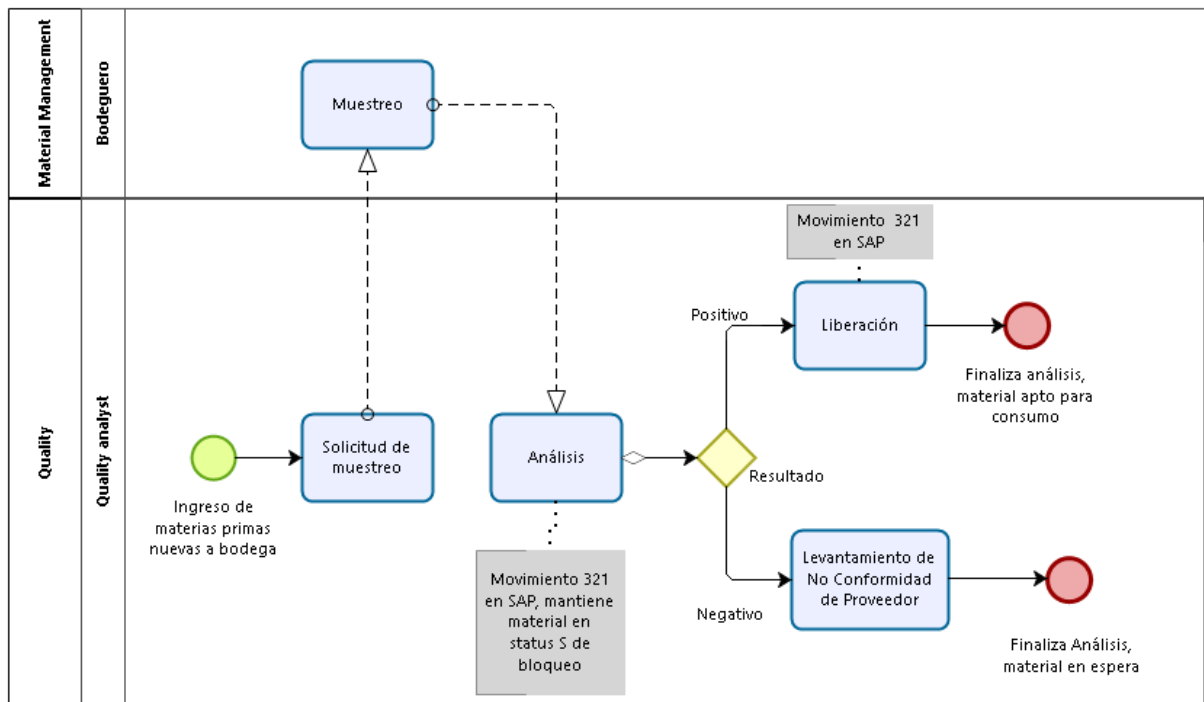 Material Management
Bodeguero
Muestreo
Quality
Quality analyst
Ingreso de
materias primas
nuevas a bodega
Solicitud de
muestreo
Análisis
Movimiento 321
en SAP, mantiene
material en
status S de
bloqueo
Resultado
Positivo
Movimiento 321
en SAP
Liberación
Finaliza análisis,
material apto para
consumo
Negativo
Levantamiento de
No Conformidad
de Proveedor
Finaliza Análisis,
material en espera